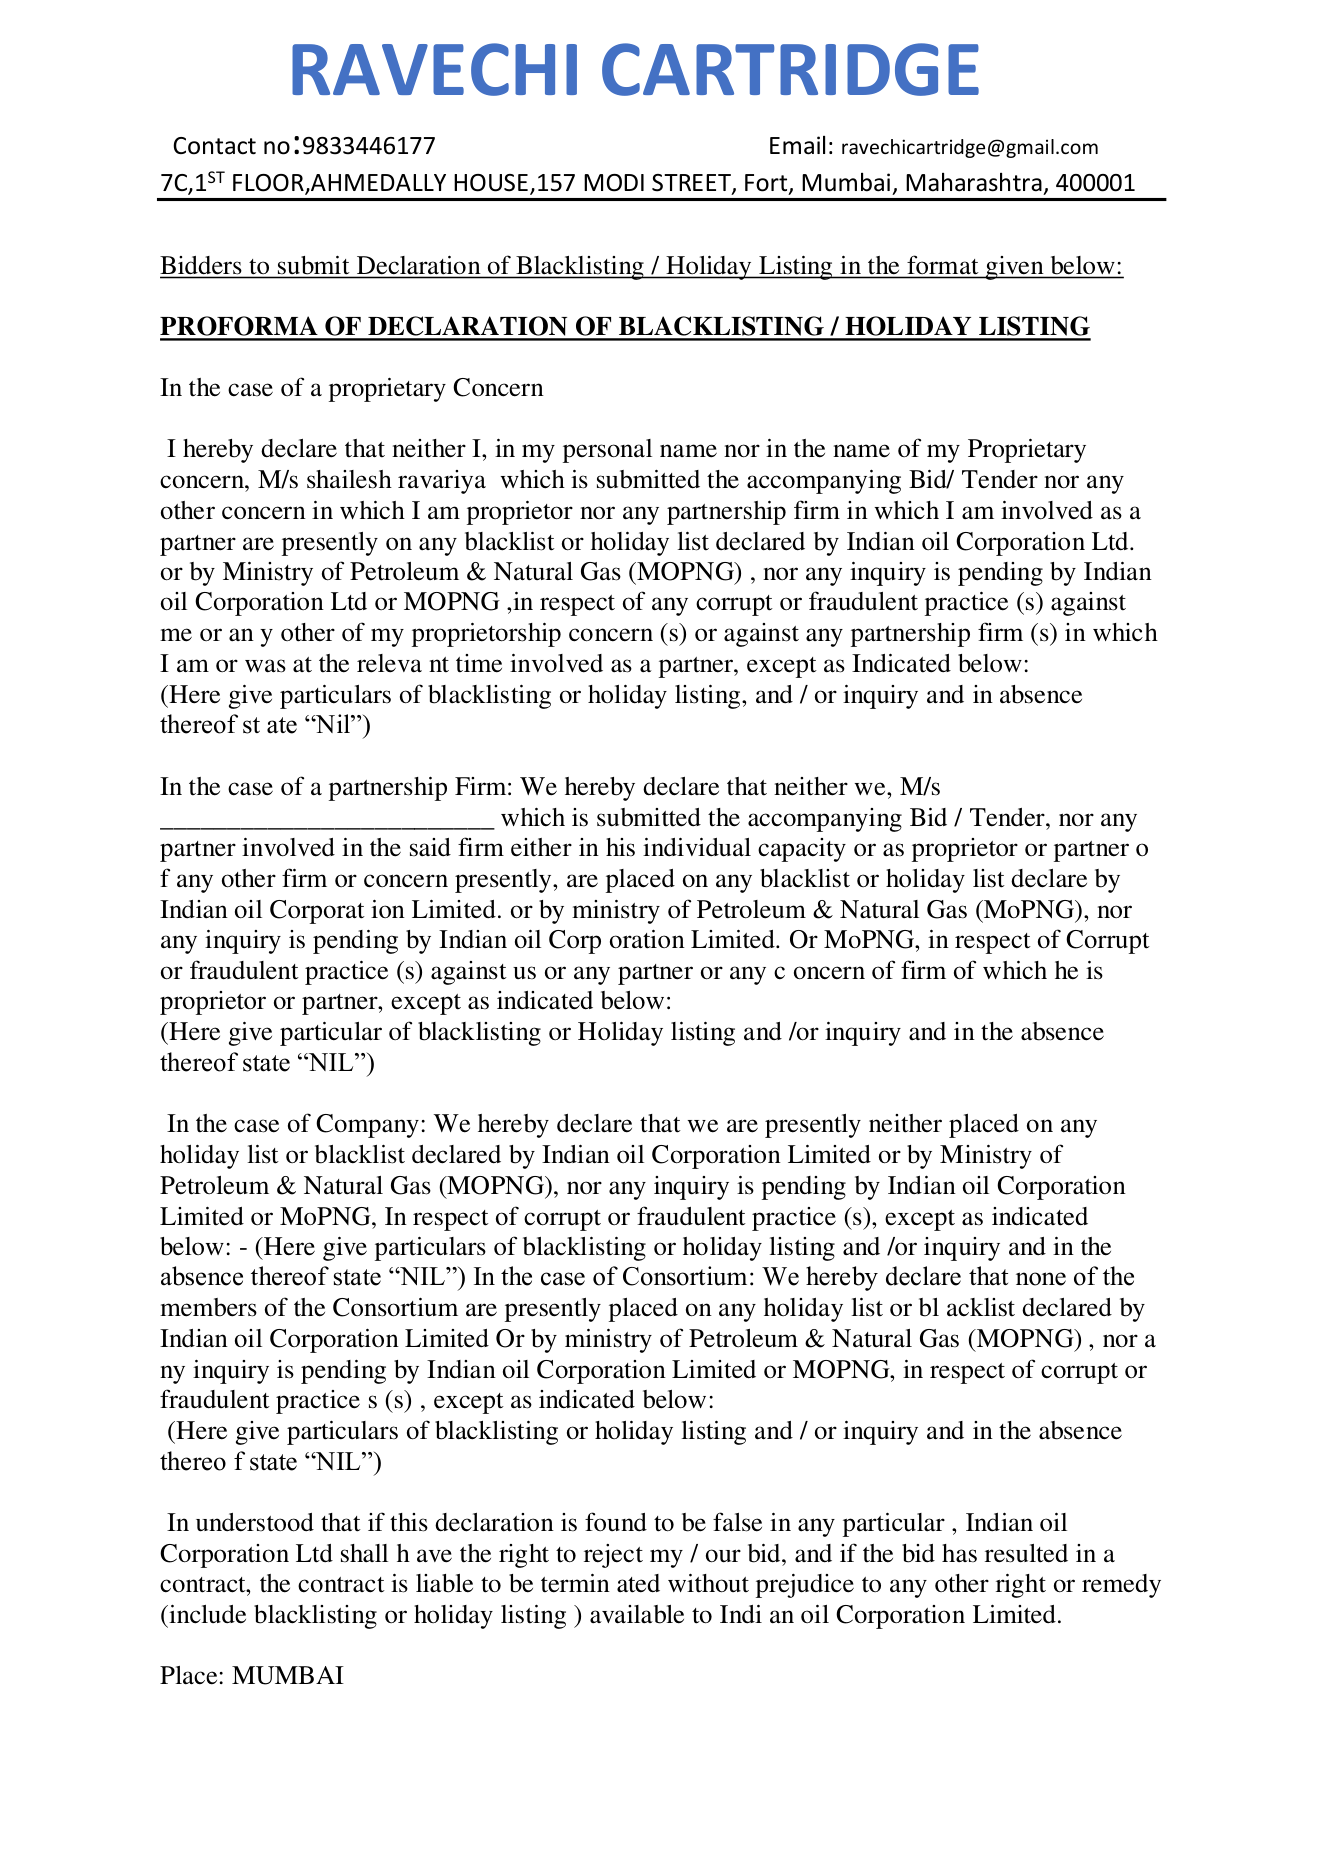 RAVECHI CARTRIDGE
Contact no:9833446177 Email: ravechicartridge@gmail.com
7C,1ST FLOOR,AHMEDALLY HOUSE,157 MODI STREET, Fort, Mumbai, Maharashtra, 400001
Bidders to submit Declaration of Blacklisting / Holiday Listing in the format given below:
PROFORMA OF DECLARATION OF BLACKLISTING / HOLIDAY LISTING
In the case of a proprietary Concern
I hereby declare that neither I, in my personal name nor in the name of my Proprietary
concern, M/s shailesh ravariya  which is submitted the accompanying Bid/ Tender nor any
other concern in which I am proprietor nor any partnership firm in which I am involved as a
partner are presently on any blacklist or holiday list declared by Indian oil Corporation Ltd.
or by Ministry of Petroleum & Natural Gas (MOPNG) , nor any inquiry is pending by Indian
oil Corporation Ltd or MOPNG ,in respect of any corrupt or fraudulent practice (s) against
me or an y other of my proprietorship concern (s) or against any partnership firm (s) in which
I am or was at the releva nt time involved as a partner, except as Indicated below:
(Here give particulars of blacklisting or holiday listing, and / or inquiry and in absence
thereof st ate “Nil”)
In the case of a partnership Firm: We hereby declare that neither we, M/s
_________________________ which is submitted the accompanying Bid / Tender, nor any
partner involved in the said firm either in his individual capacity or as proprietor or partner o
f any other firm or concern presently, are placed on any blacklist or holiday list declare by
Indian oil Corporat ion Limited. or by ministry of Petroleum & Natural Gas (MoPNG), nor
any inquiry is pending by Indian oil Corp oration Limited. Or MoPNG, in respect of Corrupt
or fraudulent practice (s) against us or any partner or any c oncern of firm of which he is
proprietor or partner, except as indicated below:
(Here give particular of blacklisting or Holiday listing and /or inquiry and in the absence
thereof state “NIL”)
In the case of Company: We hereby declare that we are presently neither placed on any
holiday list or blacklist declared by Indian oil Corporation Limited or by Ministry of
Petroleum & Natural Gas (MOPNG), nor any inquiry is pending by Indian oil Corporation
Limited or MoPNG, In respect of corrupt or fraudulent practice (s), except as indicated
below: - (Here give particulars of blacklisting or holiday listing and /or inquiry and in the
absence thereof state “NIL”) In the case of Consortium: We hereby declare that none of the
members of the Consortium are presently placed on any holiday list or bl acklist declared by
Indian oil Corporation Limited Or by ministry of Petroleum & Natural Gas (MOPNG) , nor a
ny inquiry is pending by Indian oil Corporation Limited or MOPNG, in respect of corrupt or
fraudulent practice s (s) , except as indicated below:
(Here give particulars of blacklisting or holiday listing and / or inquiry and in the absence
thereo f state “NIL”)
In understood that if this declaration is found to be false in any particular , Indian oil
Corporation Ltd shall h ave the right to reject my / our bid, and if the bid has resulted in a
contract, the contract is liable to be termin ated without prejudice to any other right or remedy
(include blacklisting or holiday listing ) available to Indi an oil Corporation Limited.
Place: MUMBAI